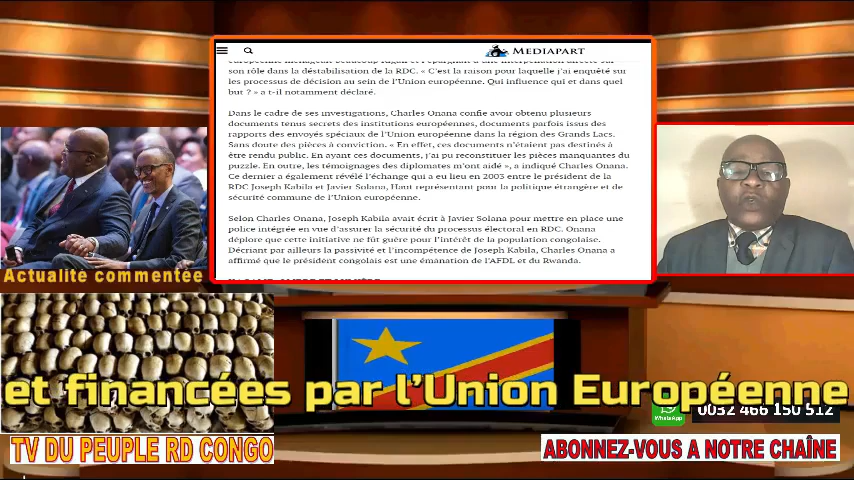 MEDIAPART
son rôle dans la déstabilisation de la RDC. « C'est la raison pour laquelle j'ai enquêté sur
les processus de décision au sein de l'Union européenne. Qui influence qui et dans quel
but ? » a t-il notamment déclaré.
Dans le cadre de ses investigations, Charles Onana confie avoir obtenu plusieurs
documents tenus secrets des institutions européennes, documents parfois issus des
rapports des envoyés spéciaux de l'Union européenne dans la région des Grands Lacs.
Sans doute des pièces à conviction. « En effet, ces documents n'étaient pas destinés à
être rendu public. En ayant ces documents, j'ai pu reconstituer les pièces manquantes du
puzzle. En outre, les témoignages des diplomates m'ont aidé », a indiqué Charles Onana.
Ce dernier a également révélé l'échange qui a eu lieu en 2003 entre le président de la
RDC Joseph Kabila et Javier Solana, Haut représentant pour la politique étrangère et de
sécurité commune de l'Union européenne.
Selon Charles Onana, Joseph Kabila avait écrit à Javier Solana pour mettre en place une
police intégrée en vue d'assurer la sécurité du processus électoral en RDC. Onana
déplore que cette initiative ne fût guère pour l'intérêt de la population congolaise.
Décriant par ailleurs la passivité et l'incompétence de Joseph Kabila, Charles Onana a
affirmé que le président congolais est une émanation de l'AFDL et du Rwanda.
Actualité commentée
et financées par l'Union Européenne
WhatsApp
0032 466 150 512
TV DU PEUPLE RD CONGO
ABONNEZ-VOUS A NOTRE CHAÎNE